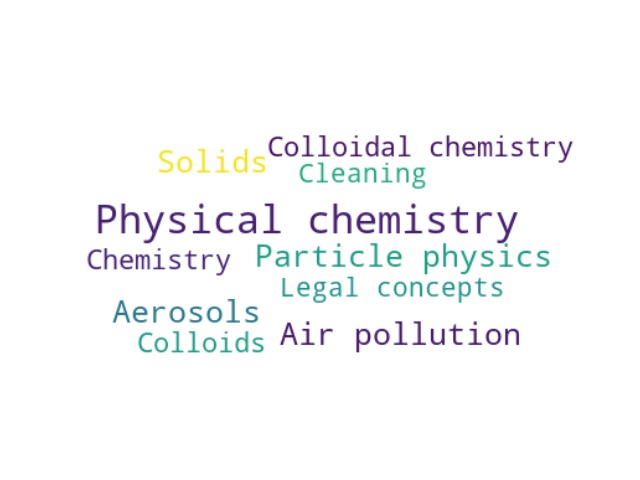 Colloidal chemistry
Solids
Cleaning
Physical chemistry
Chemistry
Particle physics
Legal concepts
Aerosols
Air pollution
Colloids